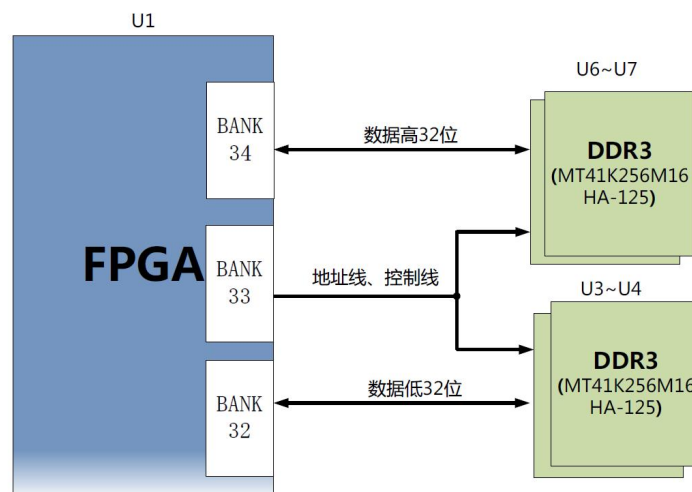 U1
U6~U7
BANK
34
数据高32位
DDR3
(MT41K256M16
HA-125)
FPGA
BANK
33
地址线、控制线
U3~U4
BANK
32
数据低32位
DDR3
(MT41K256M16
HA-125)